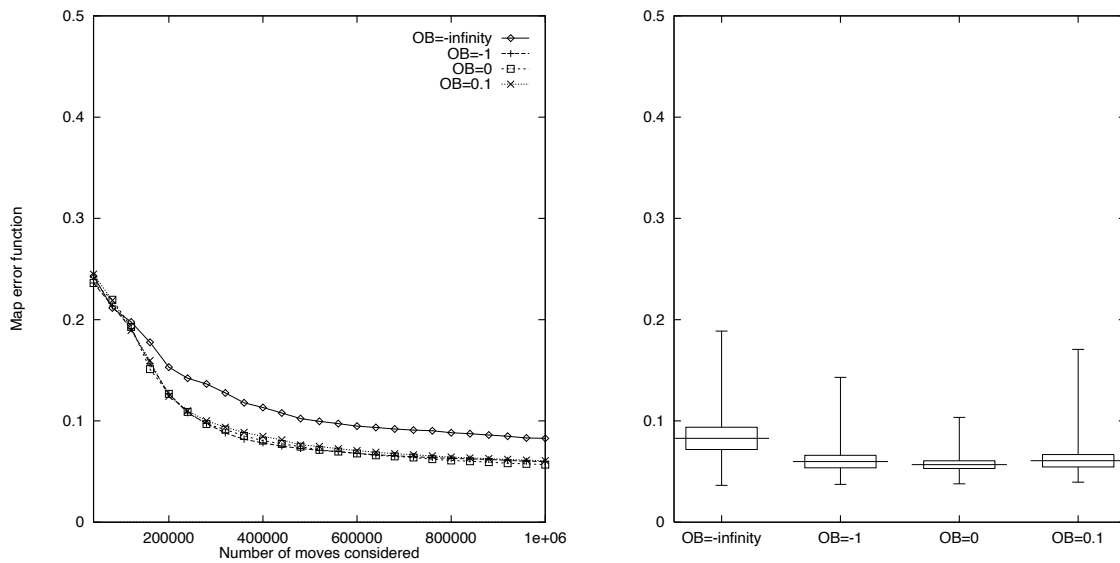 0.5
0.4
0.3
0.2
0.1
0
Map error function
200000 400000 600000 800000 1e+06
Number of moves considered
OB=-infinity
OB=-1
OB=0
OB=0.1
0.5
0.4
0.3
0.2
0.1
0
OB=-infinity OB=-1 OB=0 OB=0.1